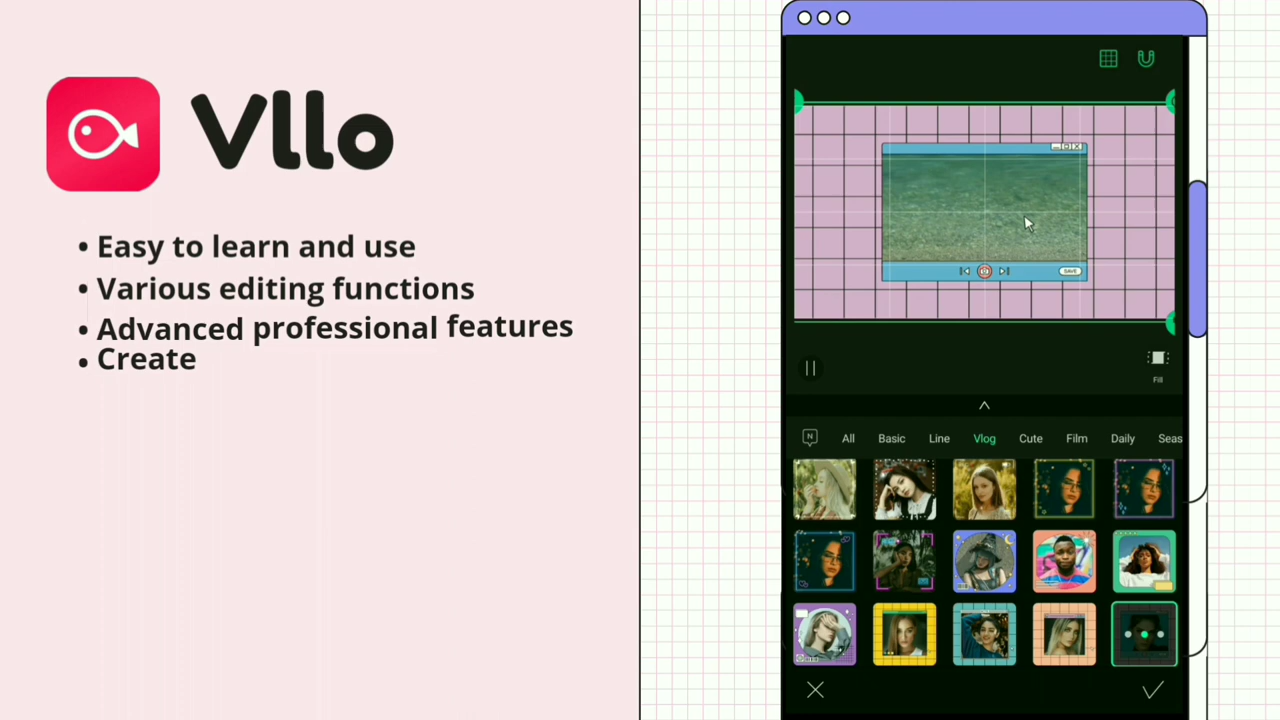 Vllo
• Easy to learn and use
• Various editing functions
• Advanced professional features
• Create
SAVE
Fill
N
All Basic Line Vlog Cute Film Daily Seas